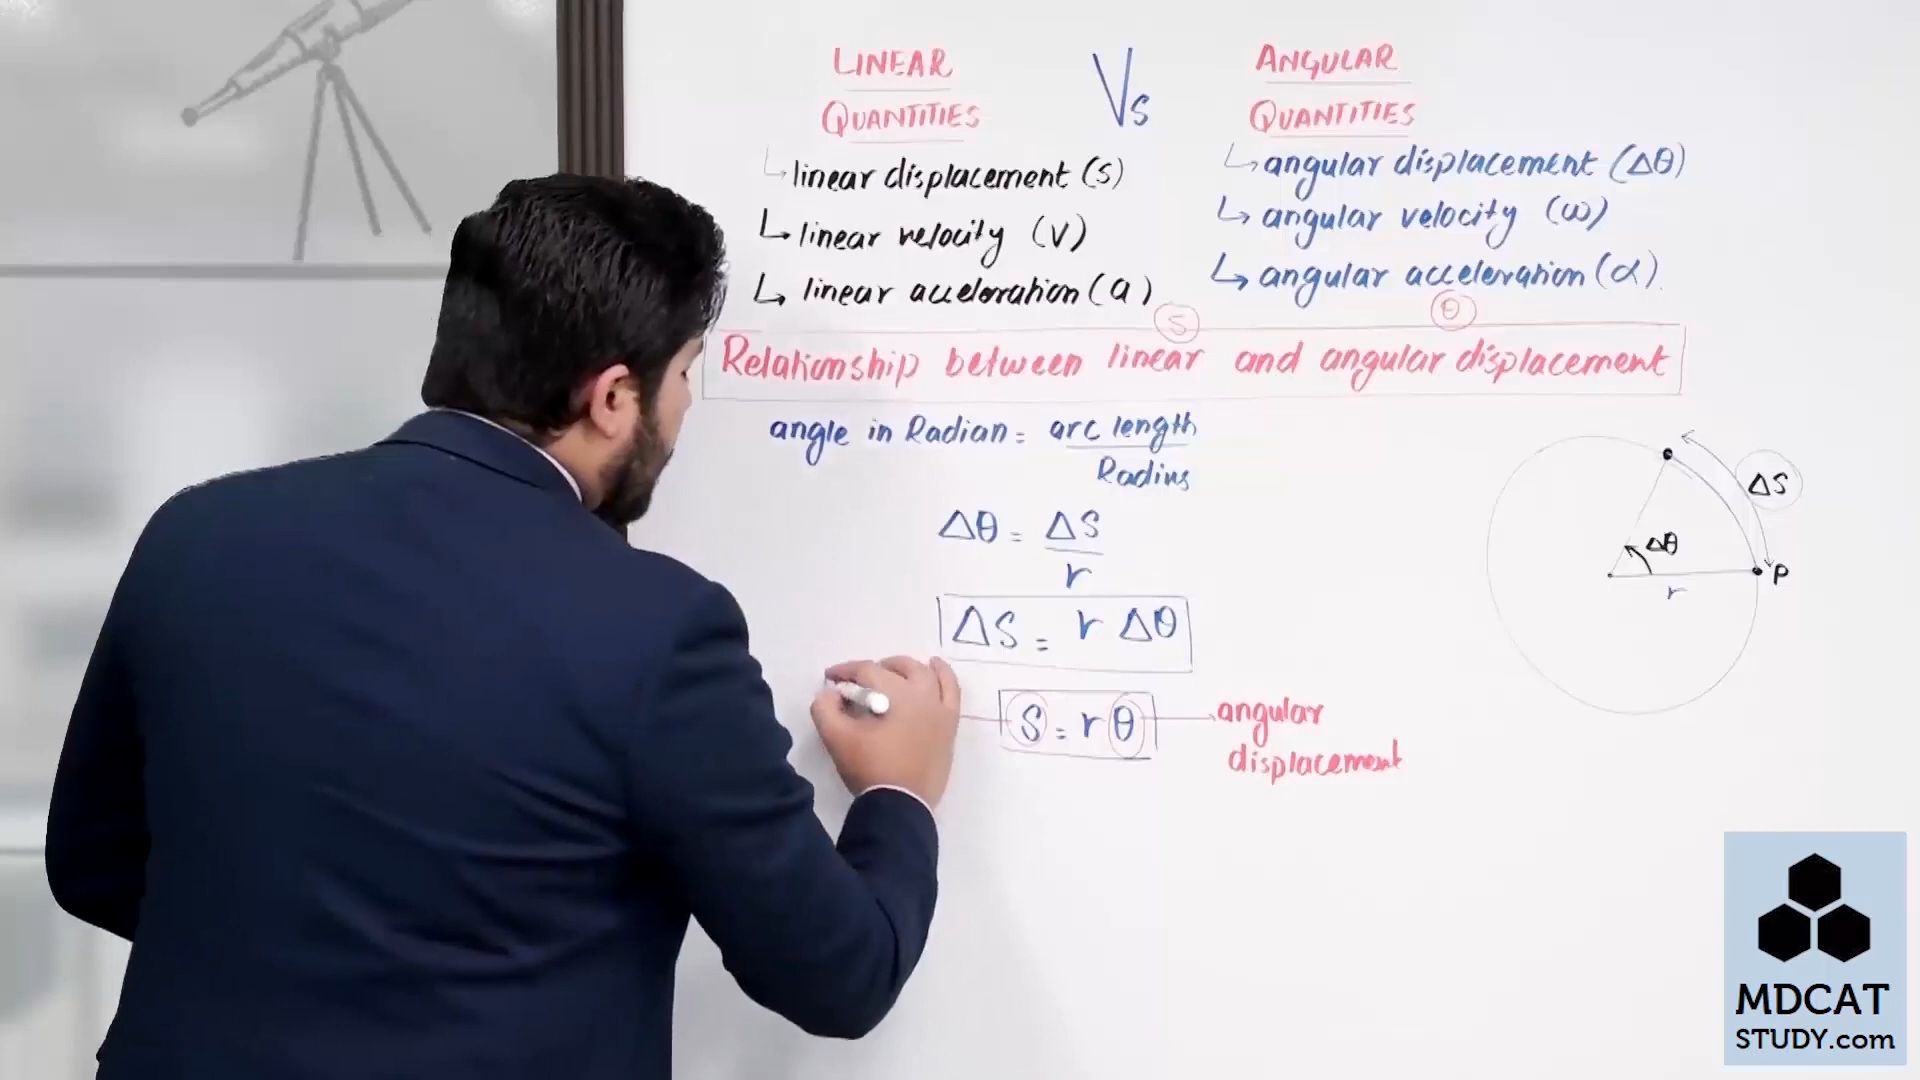 LINEAR
QUANTITIES
Vs
ANGULAR
QUANTITIES
↳ linear displacement (s)
↳ linear velocity (v)
↳ linear acceleration (a)
↳ angular displacement (Δθ)
↳ angular velocity (ω)
↳ angular acceleration (α)
S
θ
Relationship between linear and angular displacement
angle in Radian = arc length
Radius
Δθ = ΔS
r
ΔS = r Δθ
S = rθ
angular
displacement
ΔS
Δθ
r
P
MDCAT
STUDY.com